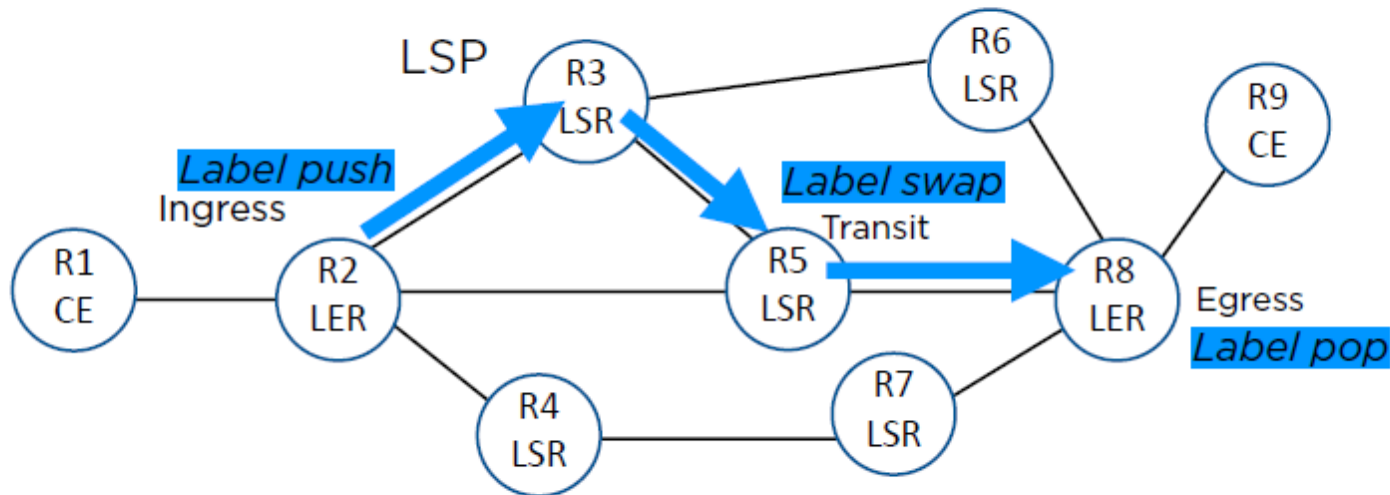 LSP
R3
LSR
R6
LSR
R9
CE
Label push
Ingress
Label swap
Transit
R1
CE
R2
LER
R5
LSR
R8
LER
Egress
Label pop
R4
LSR
R7
LSR